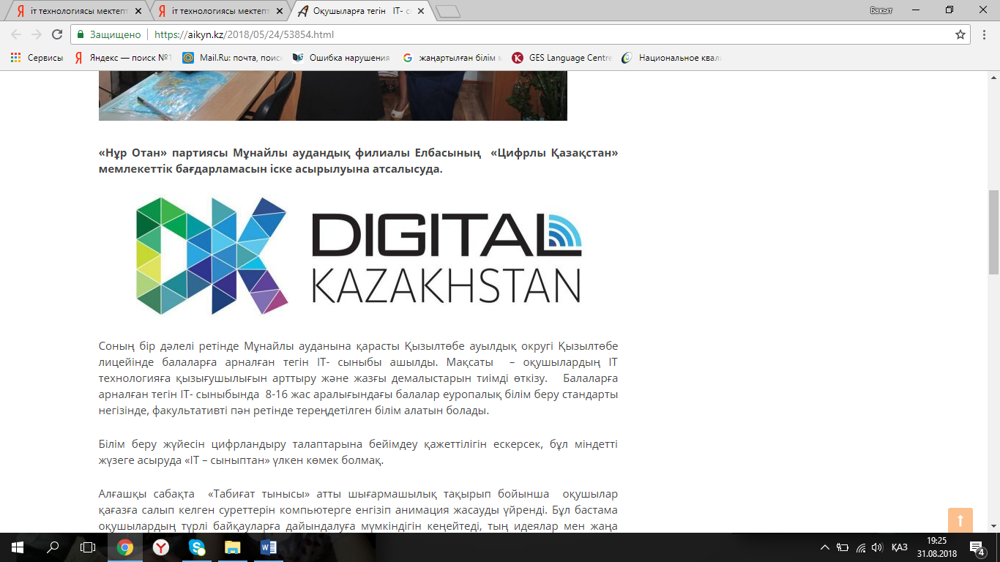 іт технологиясы мектепт
іт технологиясы мектепт
Оқушыларға тегін IT- с
Бакыт
Защищено
https://aikyn.kz/2018/05/24/53854.html
Сервисы
Яндекс — поиск №1
Mail.Ru: почта, поис
Ошибка нарушения
жаңартылған білім м
GES Language Centre
Национальное квал
«Нұр Отан» партиясы Мұнайлы аудандық филиалы Елбасының «Цифрлы Қазақстан»
мемлекеттік бағдарламасын іске асырылуына атсалысуда.
DIGITAL
KAZAKHSTAN
Соның бір дәлелі ретінде Мұнайлы ауданына қарасты Қызылтөбе ауылдық округі Қызылтөбе
лицейінде балаларға арналған тегін IT- сыныбы ашылды. Мақсаты – оқушылардың IT
технологияға қызығушылығын арттыру және жазғы демалыстарын тиімді өткізу. Балаларға
арналған тегін IT- сыныбында 8-16 жас аралығындағы балалар еуропалық білім беру стандарты
негізінде, факультативті пән ретінде тереңдетілген білім алатын болады.
Білім беру жүйесін цифрландыру талаптарына бейімдеу қажеттілігін ескерсек, бұл міндетті
жүзеге асыруда «IT – сыныптан» үлкен көмек болмақ.
Алғашқы сабақта «Табиғат тынысы» атты шығармашылық тақырып бойынша оқушылар
қағазға салып келген суреттерін компьютерге енгізіп анимация жасауды үйренді. Бұл бастама
оқушылардың түрлі байқауларға дайындалуға мүмкіндігін кеңейтеді, тың идеялар мен жаңа
ҚАЗ
19:25
31.08.2018
4